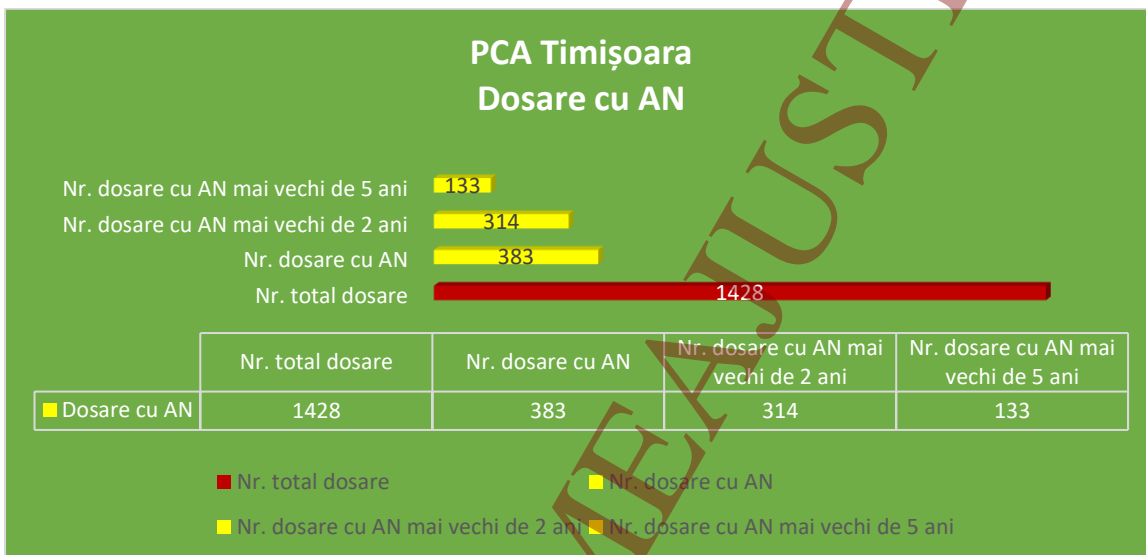 PCA Timișoara
Dosare cu AN
Nr. dosare cu AN mai vechi de 5 ani 133
Nr. dosare cu AN mai vechi de 2 ani 314
Nr. dosare cu AN 383
Nr. total dosare 1428
Nr. total dosare Nr. dosare cu AN Nr. dosare cu AN mai vechi de 2 ani Nr. dosare cu AN mai vechi de 5 ani
Dosare cu AN 1428 383 314 133
Nr. total dosare Nr. dosare cu AN
Nr. dosare cu AN mai vechi de 2 ani Nr. dosare cu AN mai vechi de 5 ani